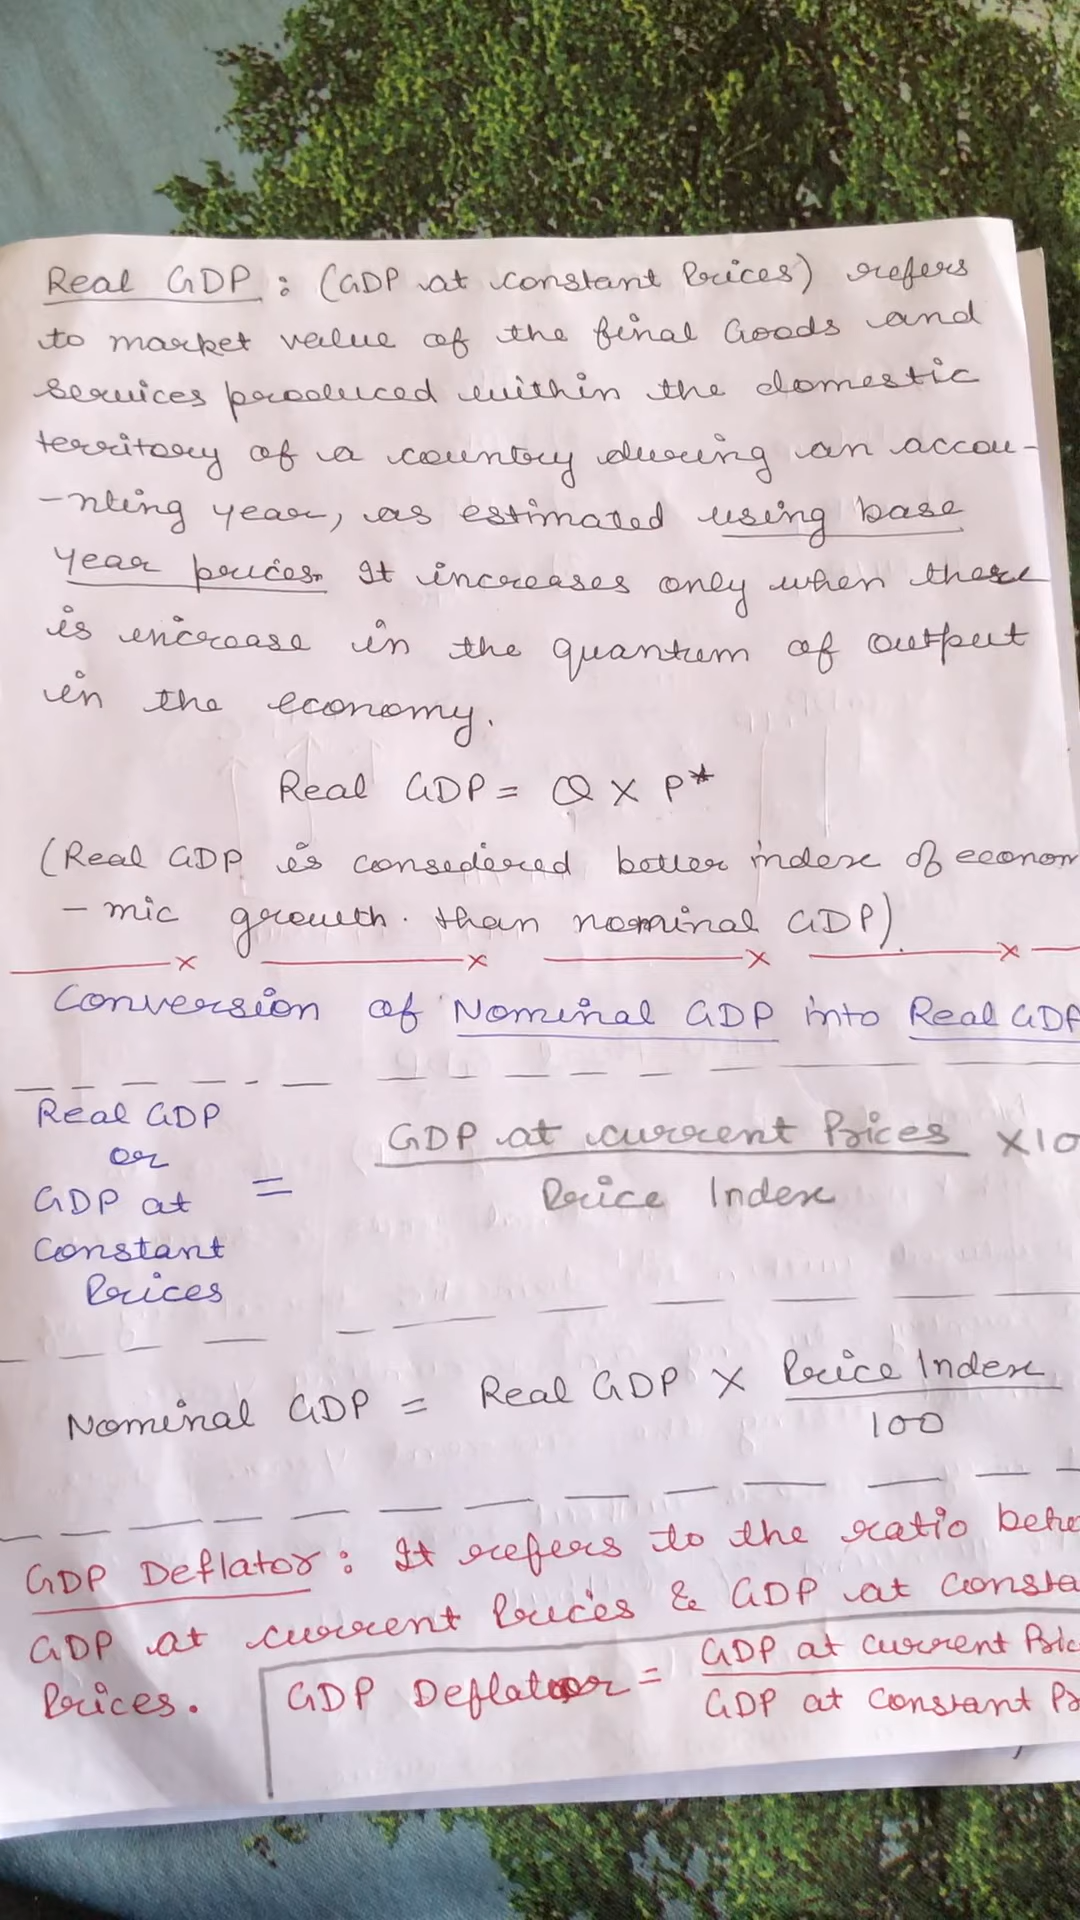 Real GDP : (GDP at constant Prices) refers
to market value of the final Goods and
services produced within the domestic
territory of a country during an accou-
-nting year, as estimated using base
year prices. It increases only when there
is increase in the quantum of output
in the economy.
Real GDP = Q X P*
(Real GDP is considered better index of econom
- mic growth. than nominal GDP).
Conversion of Nominal GDP into Real GDP
Real GDP
or
GDP at
Constant
Prices
=
GDP at current Prices X10
Price Index
Nominal GDP = Real GDP X Price Index
100
GDP Deflator : It refers to the ratio betwe
GDP at current Prices & GDP at consta
Prices.
GDP Deflator = GDP at current Pric
GDP at constant Pr